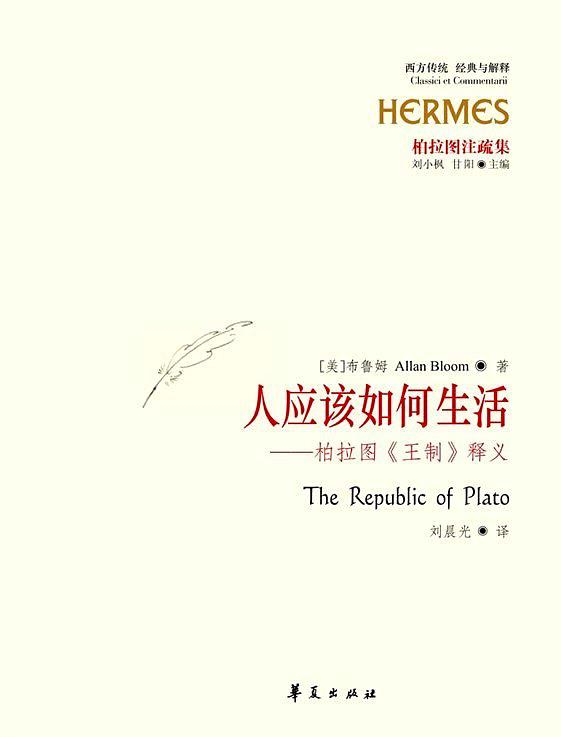 西方传统 经典与解释
Classici et Commentarii
HERMES
柏拉图注疏集
刘小枫 甘阳◉主编
[美]布鲁姆 Allan Bloom ◉ 著
人应该如何生活
——柏拉图《王制》释义
The Republic of Plato
刘晨光 ◉ 译
华夏出版社